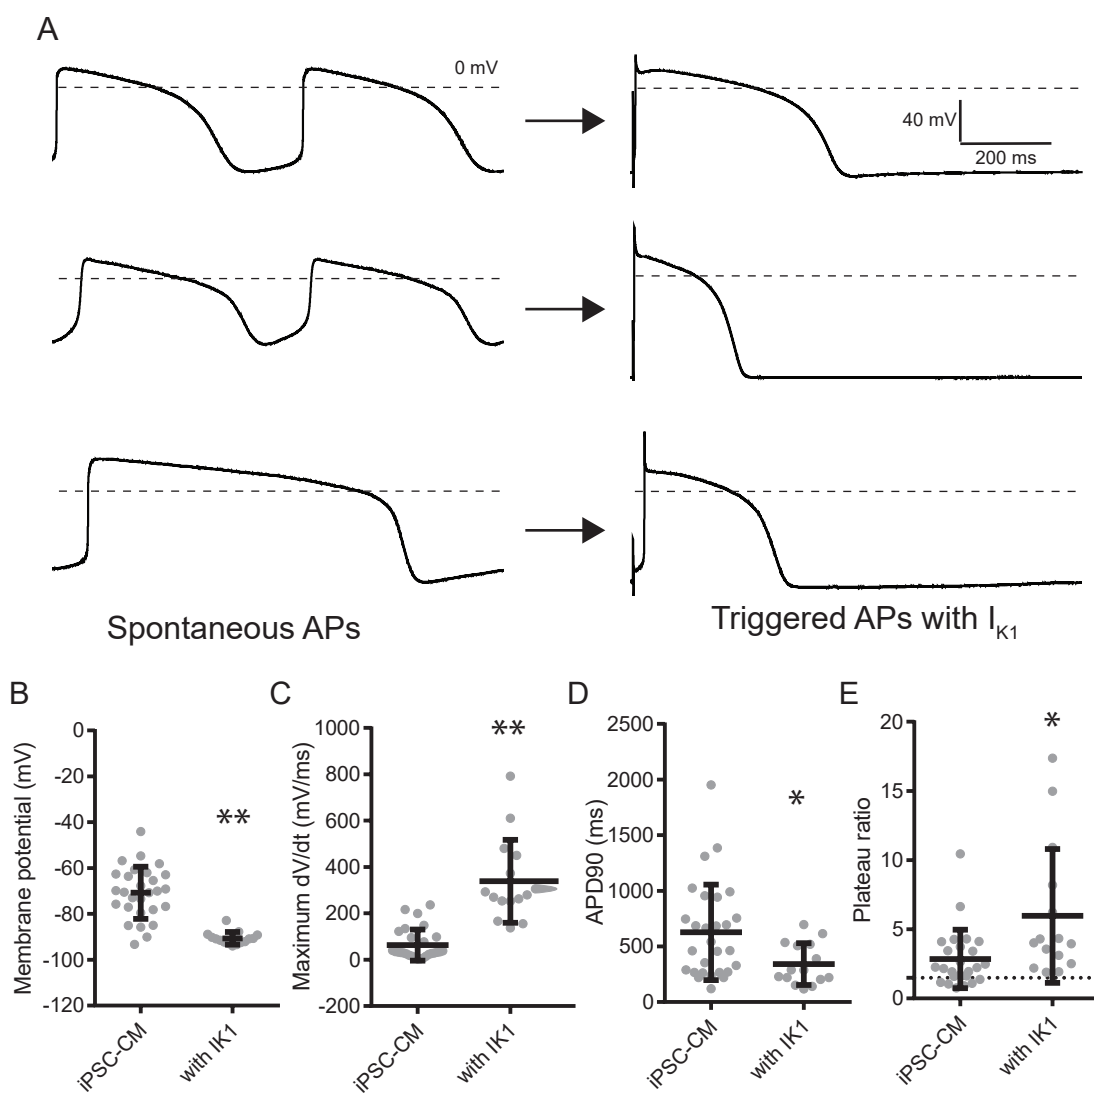 A
0 mV
40 mV
200 ms
Spontaneous APs
Triggered APs with IK1
B
C
D
E
Membrane potential (mV)
0
-20
-40
-60
-80
-100
-120
**
iPSC-CM
with IK1
Maximum dV/dt (mV/ms)
1000
800
600
400
200
0
-200
**
iPSC-CM
with IK1
APD90 (ms)
2500
2000
1500
1000
500
0
*
iPSC-CM
with IK1
Plateau ratio
20
15
10
5
0
*
iPSC-CM
with IK1